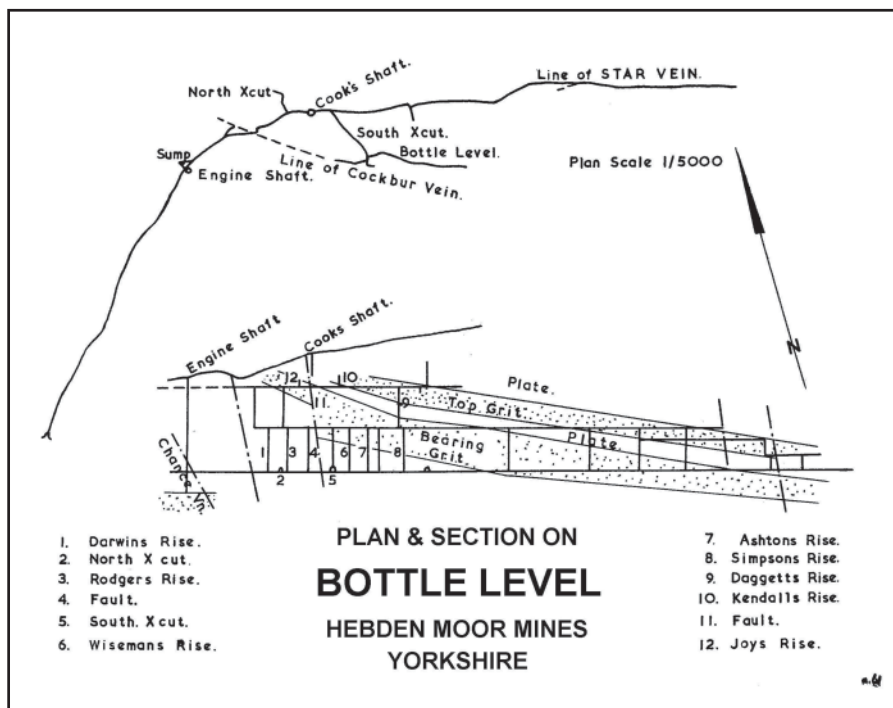 Line of STAR VEIN.
Cook's Shaft.
North Xcut
South Xcut.
Bottle Level.
Sump
Engine Shaft.
Line of Cockbur Vein.
Plan Scale 1/5000
N
Engine Shaft
Cooks Shaft.
12
10
Plate.
11
9
Top Grit
Plate.
1
3
4
6
7
8
Bearing
Grit
2
5
Chance Vn.
PLAN & SECTION ON
BOTTLE LEVEL
HEBDEN MOOR MINES
YORKSHIRE
1. Darwins Rise.
2. North X cut.
3. Rodgers Rise.
4. Fault.
5. South. Xcut.
6. Wisemans Rise.
7. Ashtons Rise.
8. Simpsons Rise.
9. Daggetts Rise.
10. Kendalls Rise.
11. Fault.
12. Joys Rise.